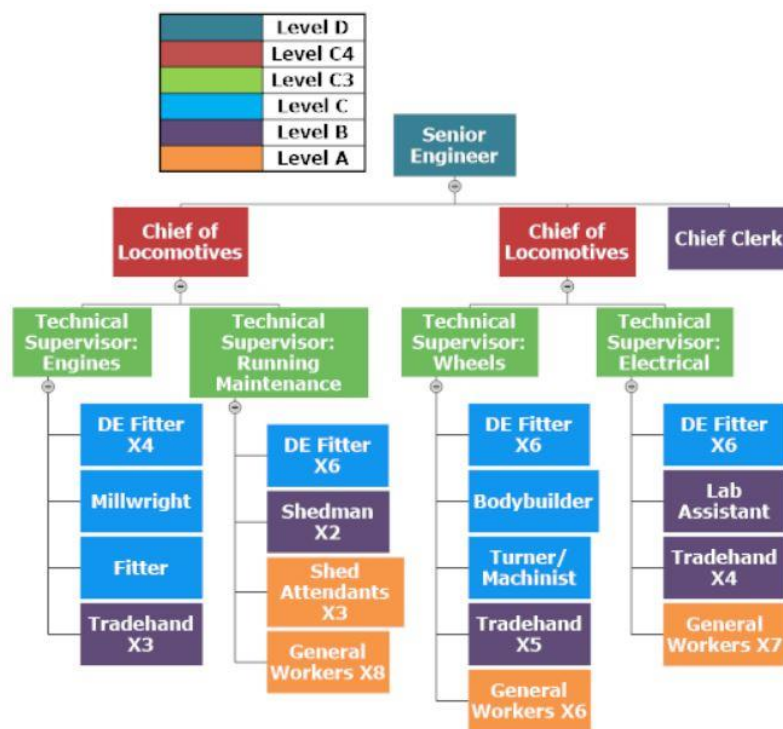 Level D
Level C4
Level C3
Level C
Level B
Level A
Senior
Engineer
Chief of
Locomotives
Chief of
Locomotives
Chief Clerk
Technical
Supervisor:
Engines
Technical
Supervisor:
Running
Maintenance
Technical
Supervisor:
Wheels
Technical
Supervisor:
Electrical
DE Fitter
X4
Millwright
Fitter
Tradehand
X3
DE Fitter
X6
Shedman
X2
Shed
Attendants
X3
General
Workers X8
DE Fitter
X6
Bodybuilder
Turner/
Machinist
Tradehand
X5
General
Workers X6
DE Fitter
X6
Lab
Assistant
Tradehand
X4
General
Workers X7